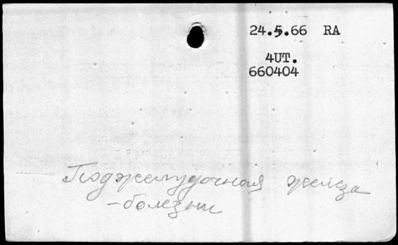 24.5.66 RA
4UT.
660404
Поджелудочная железа
-болезни